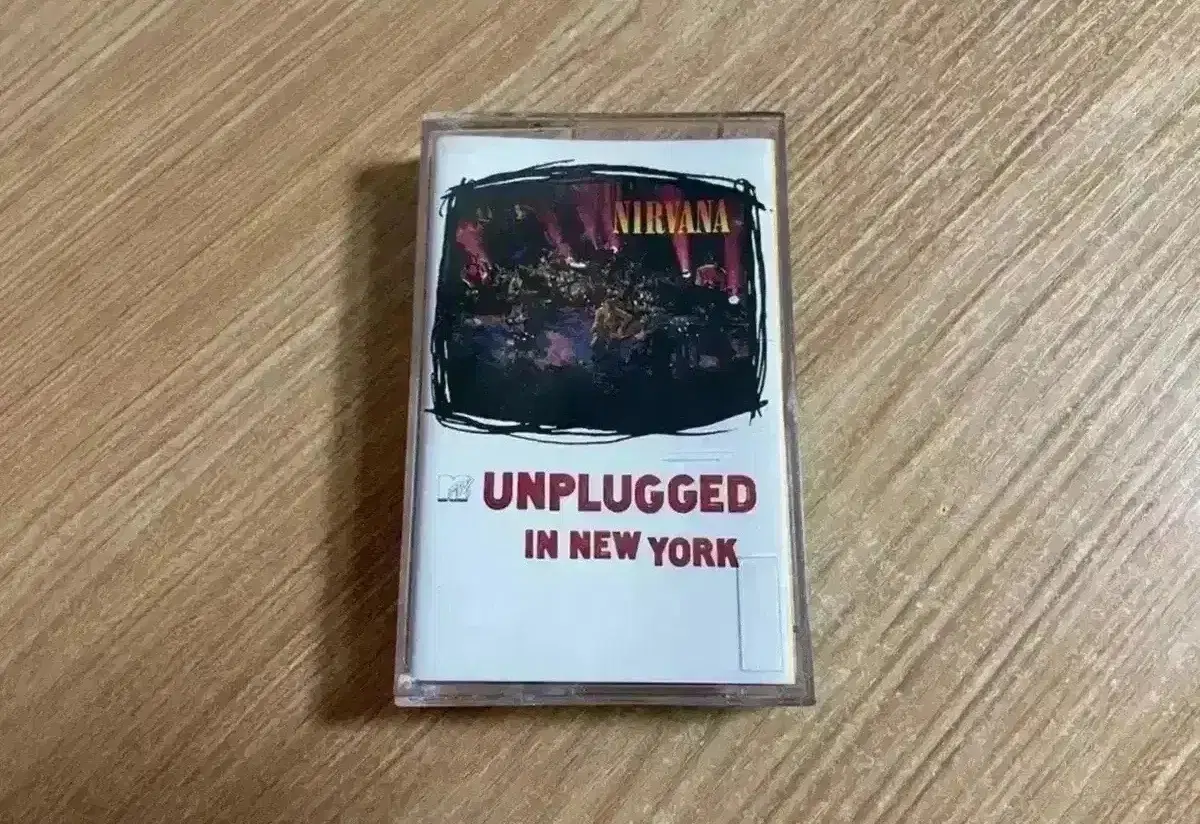 NIRVANA
MTV UNPLUGGED
IN NEW YORK